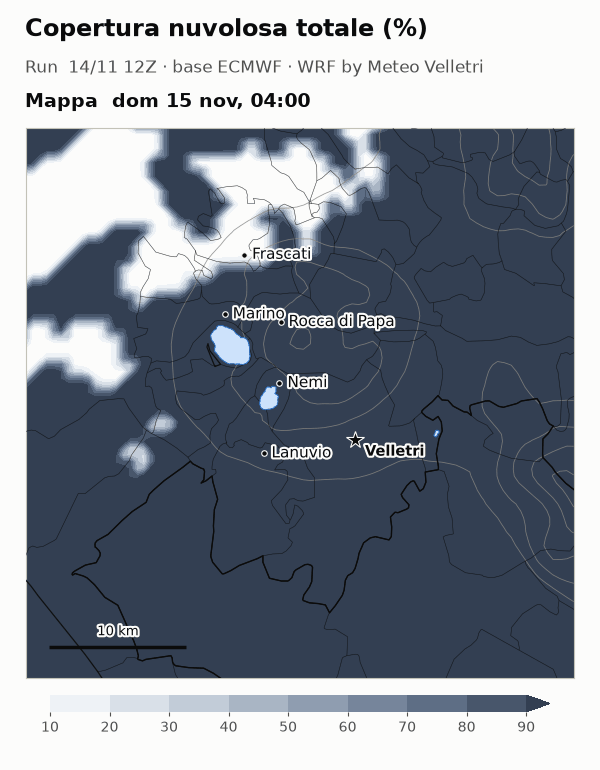 Copertura nuvolosa totale (%)
Run  14/11 12Z · base ECMWF · WRF by Meteo Velletri
Mappa  dom 15 nov, 04:00
Frascati
Marino
Rocca di Papa
Nemi
Velletri
Lanuvio
10 km
10 20 30 40 50 60 70 80 90